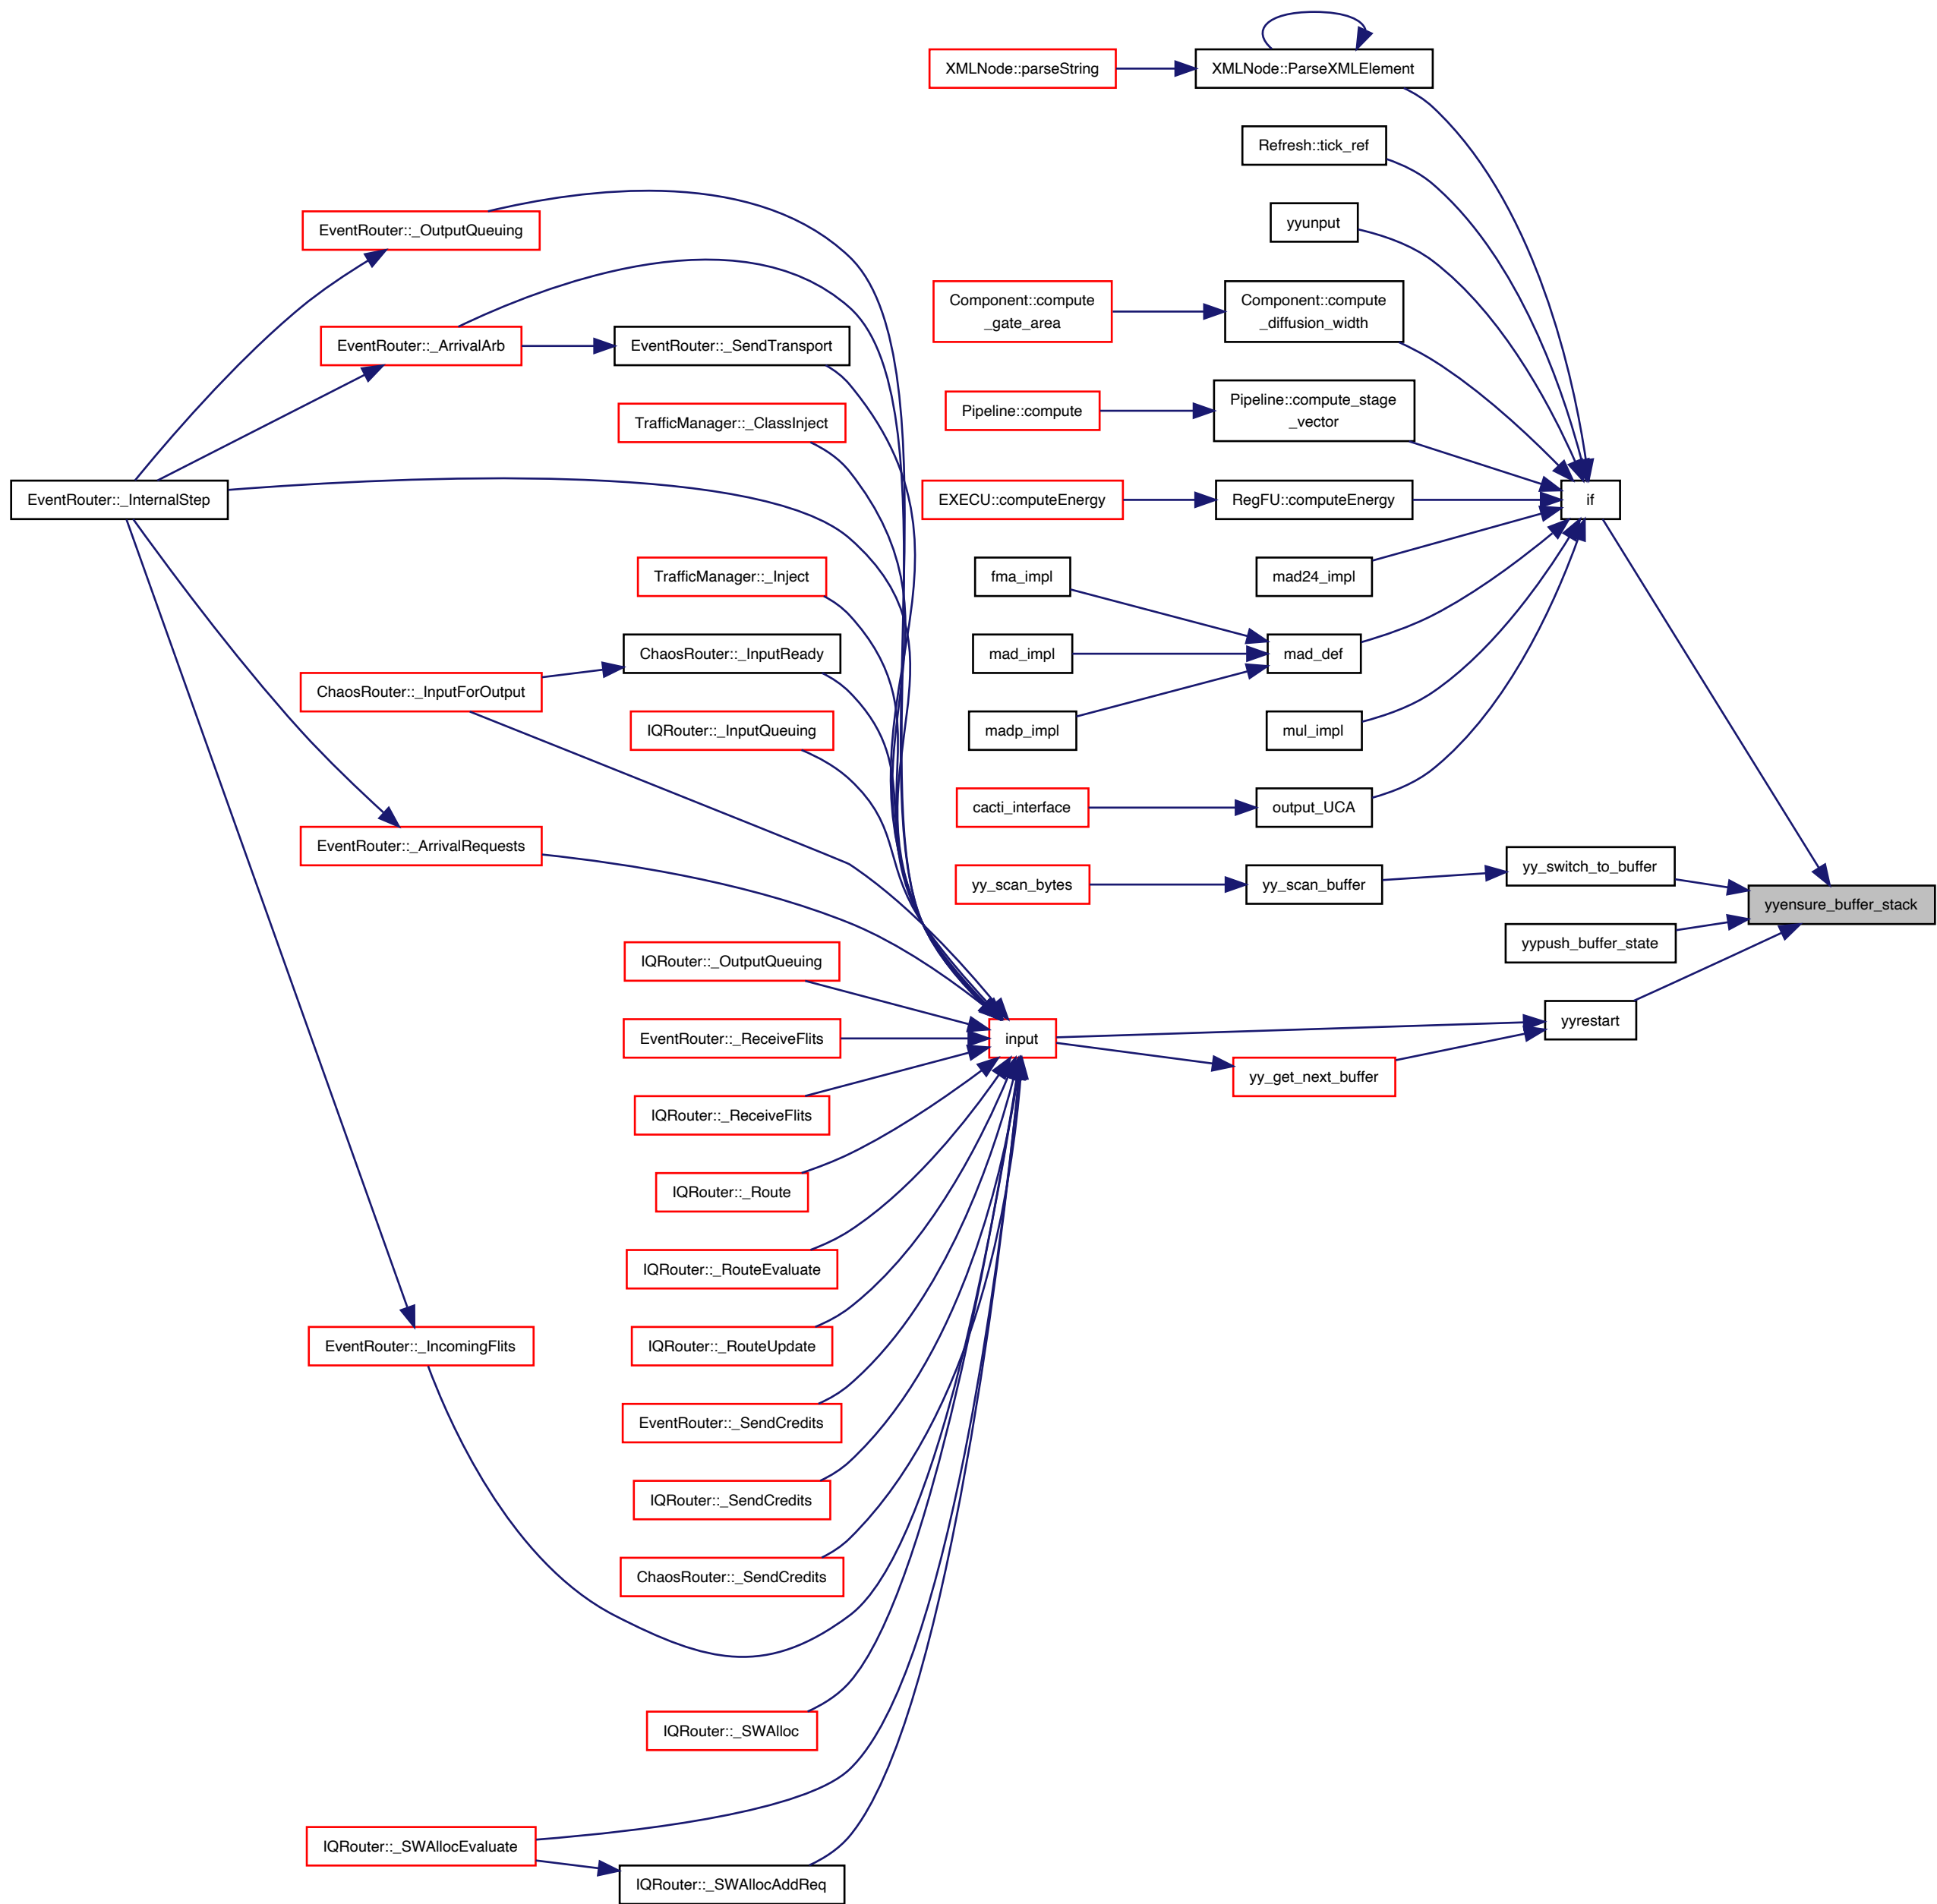 XMLNode::parseString
XMLNode::ParseXMLElement
Refresh::tick_ref
yyunput
EventRouter::_OutputQueuing
Component::compute
_gate_area
Component::compute
_diffusion_width
EventRouter::_ArrivalArb
EventRouter::_SendTransport
TrafficManager::_ClassInject
Pipeline::compute
Pipeline::compute_stage
_vector
EventRouter::_InternalStep
EXECU::computeEnergy
RegFU::computeEnergy
if
TrafficManager::_Inject
fma_impl
mad24_impl
ChaosRouter::_InputReady
mad_impl
mad_def
ChaosRouter::_InputForOutput
IQRouter::_InputQueuing
madp_impl
mul_impl
cacti_interface
output_UCA
EventRouter::_ArrivalRequests
yy_scan_bytes
yy_scan_buffer
yy_switch_to_buffer
yyensure_buffer_stack
yypush_buffer_state
IQRouter::_OutputQueuing
EventRouter::_ReceiveFlits
input
yyrestart
yy_get_next_buffer
IQRouter::_ReceiveFlits
IQRouter::_Route
IQRouter::_RouteEvaluate
EventRouter::_IncomingFlits
IQRouter::_RouteUpdate
EventRouter::_SendCredits
IQRouter::_SendCredits
ChaosRouter::_SendCredits
IQRouter::_SWAlloc
IQRouter::_SWAllocEvaluate
IQRouter::_SWAllocAddReq